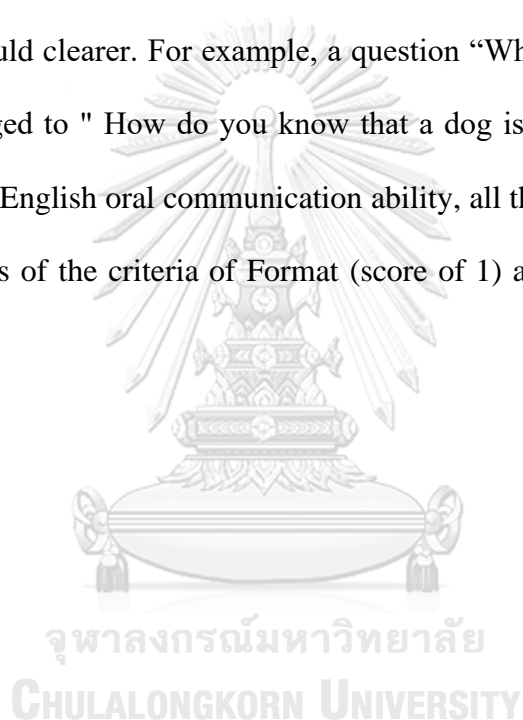 ould clearer. For example, a question “Wh
ged to " How do you know that a dog is
English oral communication ability, all th
s of the criteria of Format (score of 1) a
จุฬาลงกรณ์มหาวิทยาลัย
CHULALONGKORN UNIVERSITY